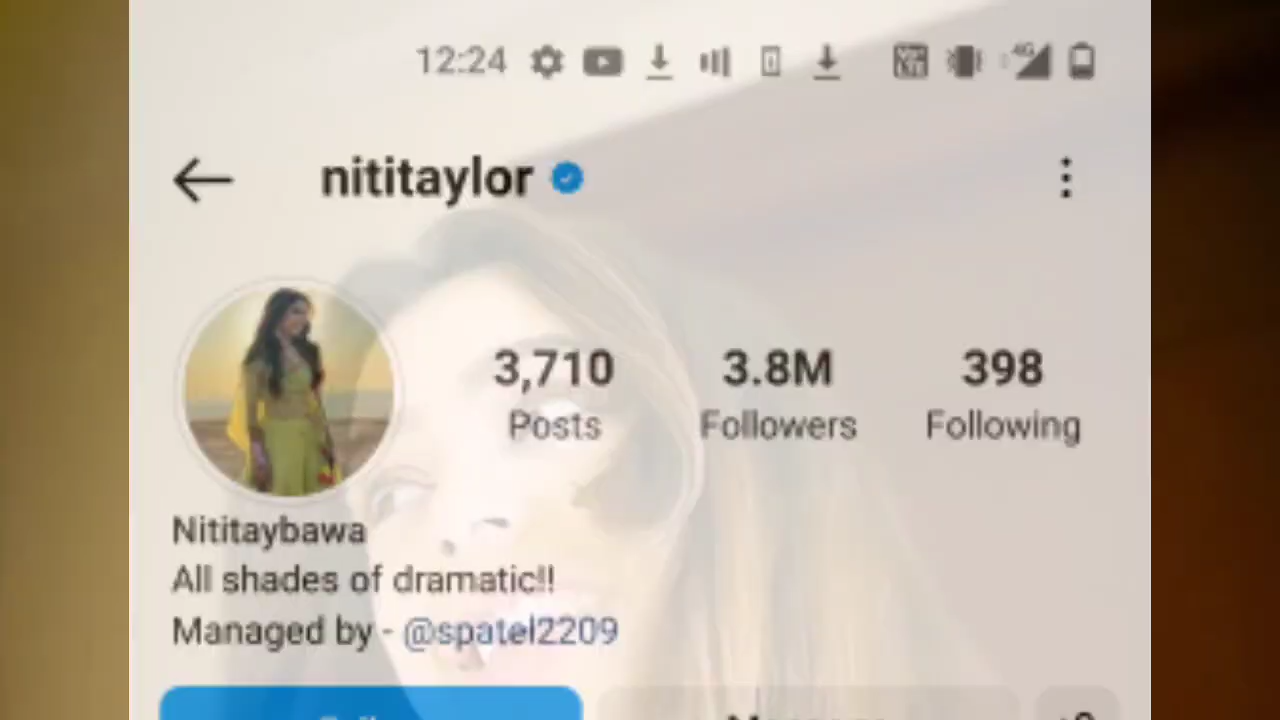 12:24
4G
nititaylor
3,710 3.8M 398
Posts Followers Following
Nititaybawa
All shades of dramatic!!
Managed by - @spatel2209